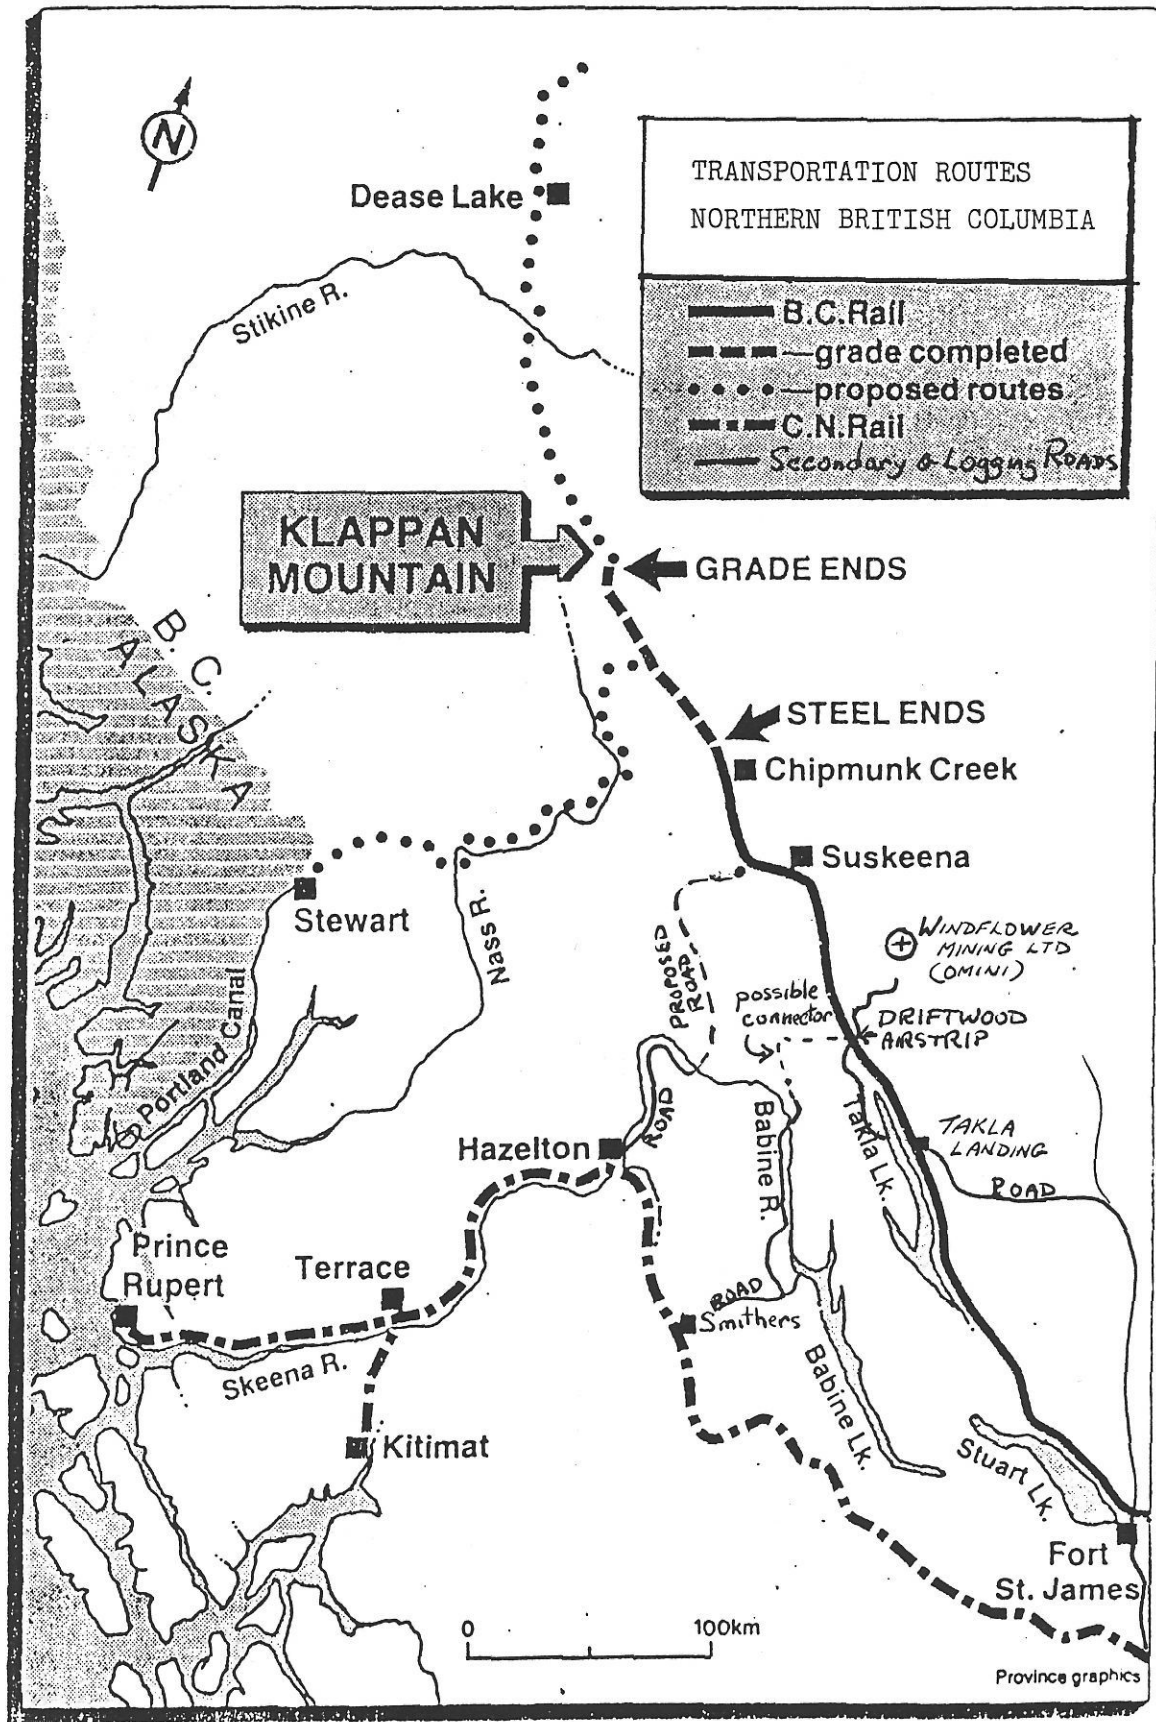 N
Dease Lake
TRANSPORTATION ROUTES
NORTHERN BRITISH COLUMBIA
B.C.Rail
—grade completed
—proposed routes
C.N.Rail
Secondary & Logging ROADS
Stikine R.
KLAPPAN
MOUNTAIN
GRADE ENDS
B.C.
ALASKA
STEEL ENDS
Chipmunk Creek
Suskeena
Stewart
Nass R.
PROPOSED
ROAD
WINDFLOWER
MINING LTD
(OMINI)
possible
connector
DRIFTWOOD
AIRSTRIP
Portland Canal
ROAD
Hazelton
Babine R.
Takla Lk.
TAKLA
LANDING
ROAD
Prince
Rupert
Terrace
ROAD
Smithers
Skeena R.
Kitimat
Babine Lk.
Stuart Lk.
Fort
St. James
0 100km
Province graphics